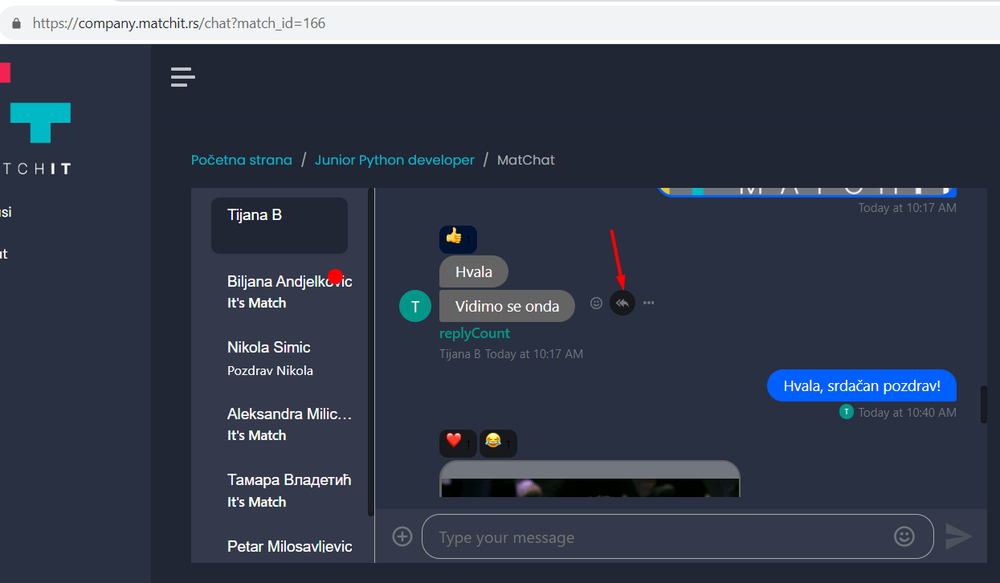 https://company.matchit.rs/chat?match_id=166
TCHIT
si
at
Početna strana / Junior Python developer / MatChat
Tijana B
Biljana Andjelkovic
It's Match
Nikola Simic
Pozdrav Nikola
Aleksandra Milic...
It's Match
Тамара Владетић
It's Match
Petar Milosavljevic
MATCHIT
Today at 10:17 AM
👍 1
Hvala
T
Vidimo se onda
replyCount
Tijana B Today at 10:17 AM
Hvala, srdačan pozdrav!
T Today at 10:40 AM
❤️ 1 😂 1
Type your message